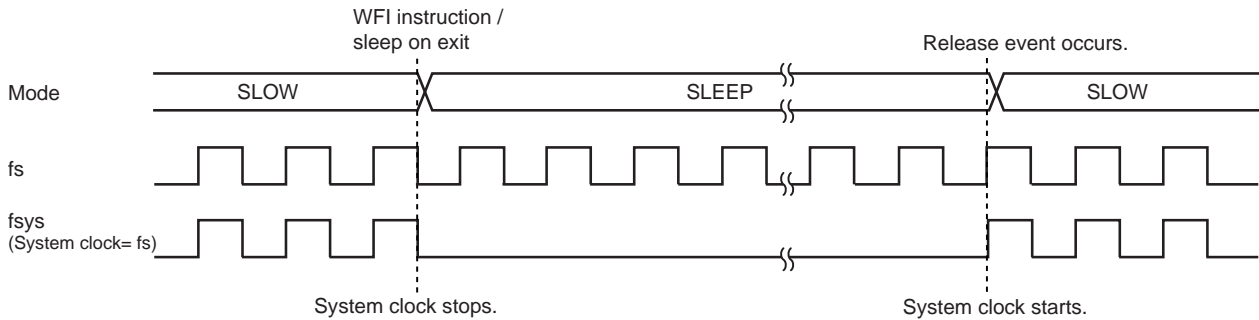 WFI instruction /
sleep on exit
Release event occurs.
Mode
SLOW
SLEEP
SLOW
fs
fsys
(System clock= fs)
System clock stops.
System clock starts.